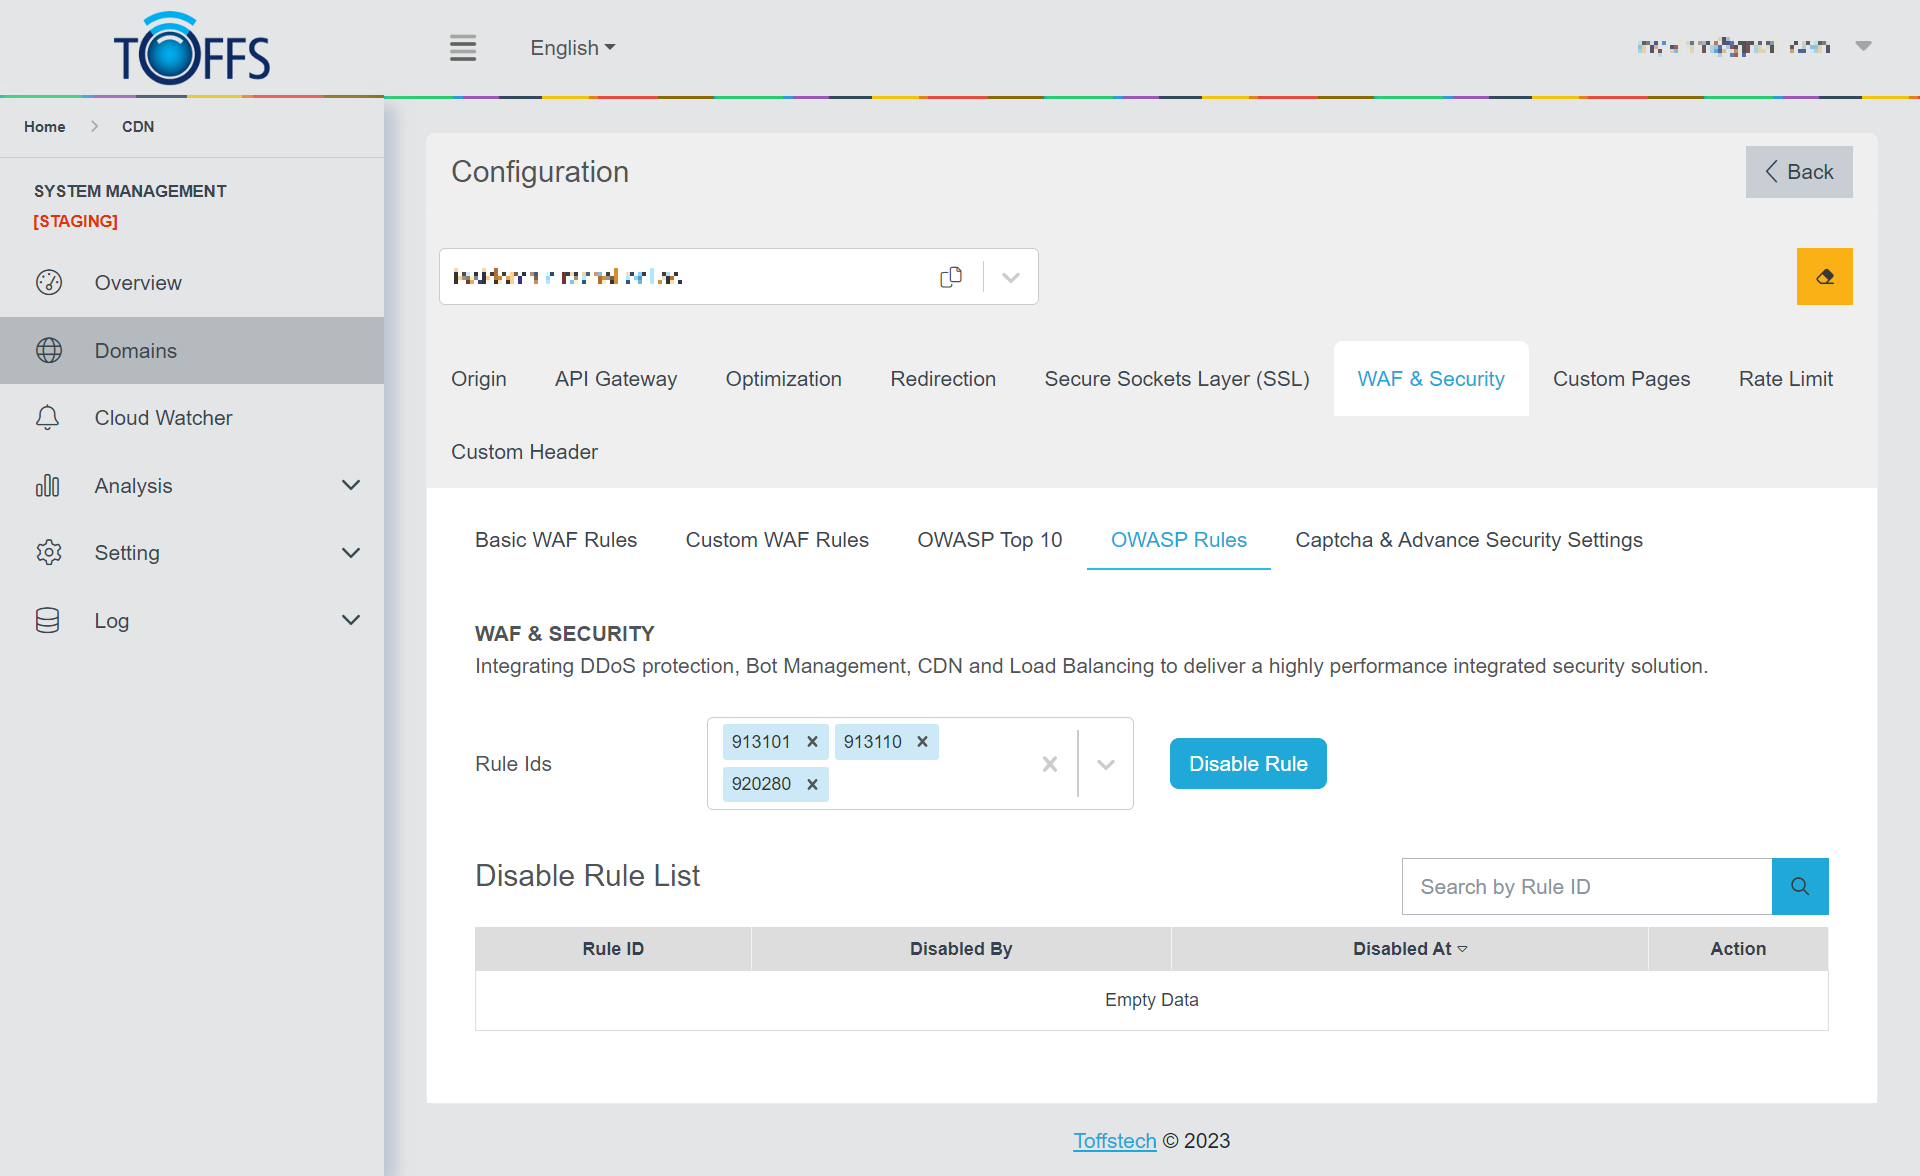 TOFFS
English
Home > CDN
SYSTEM MANAGEMENT
[STAGING]
Overview
Domains
Cloud Watcher
Analysis
Setting
Log
Configuration
Back
Origin API Gateway Optimization Redirection Secure Sockets Layer (SSL) WAF & Security Custom Pages Rate Limit
Custom Header
Basic WAF Rules Custom WAF Rules OWASP Top 10 OWASP Rules Captcha & Advance Security Settings
WAF & SECURITY
Integrating DDoS protection, Bot Management, CDN and Load Balancing to deliver a highly performance integrated security solution.
Rule Ids
913101 913110
920280
Disable Rule
Disable Rule List
Search by Rule ID
Rule ID Disabled By Disabled At Action
Empty Data
Toffstech © 2023